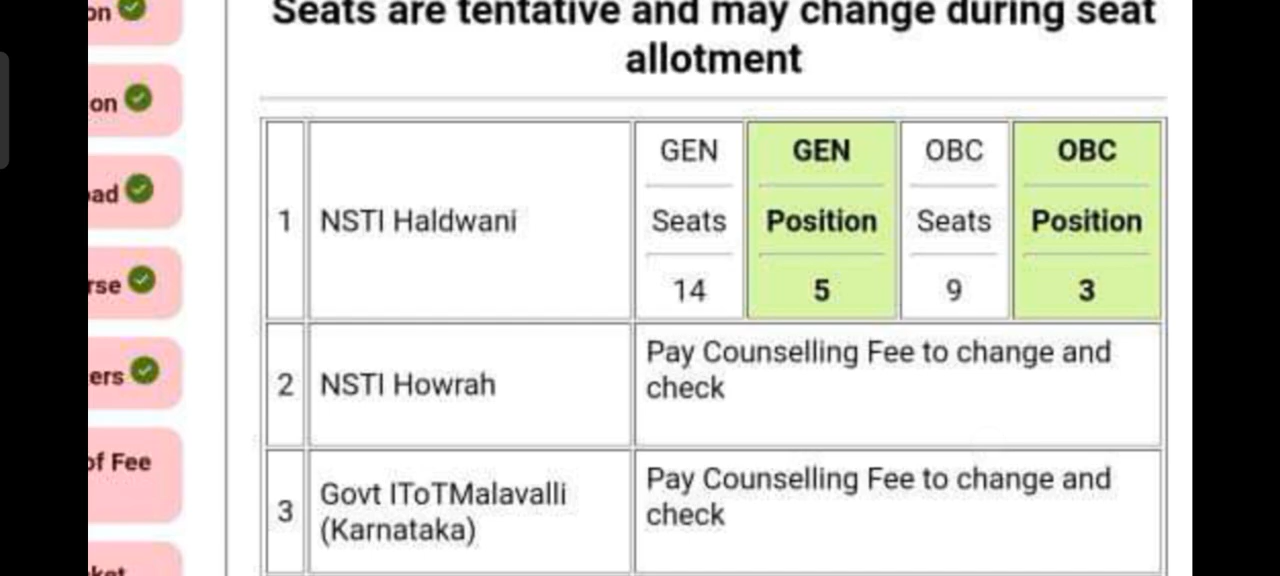 on
Seats are tentative and may change during seat
allotment
on
ad
rse
ers
of Fee
1
NSTI Haldwani
GEN
Seats
14
GEN
Position
5
OBC
Seats
9
OBC
Position
3
2
NSTI Howrah
Pay Counselling Fee to change and
check
3
Govt IToTMalavalli
(Karnataka)
Pay Counselling Fee to change and
check